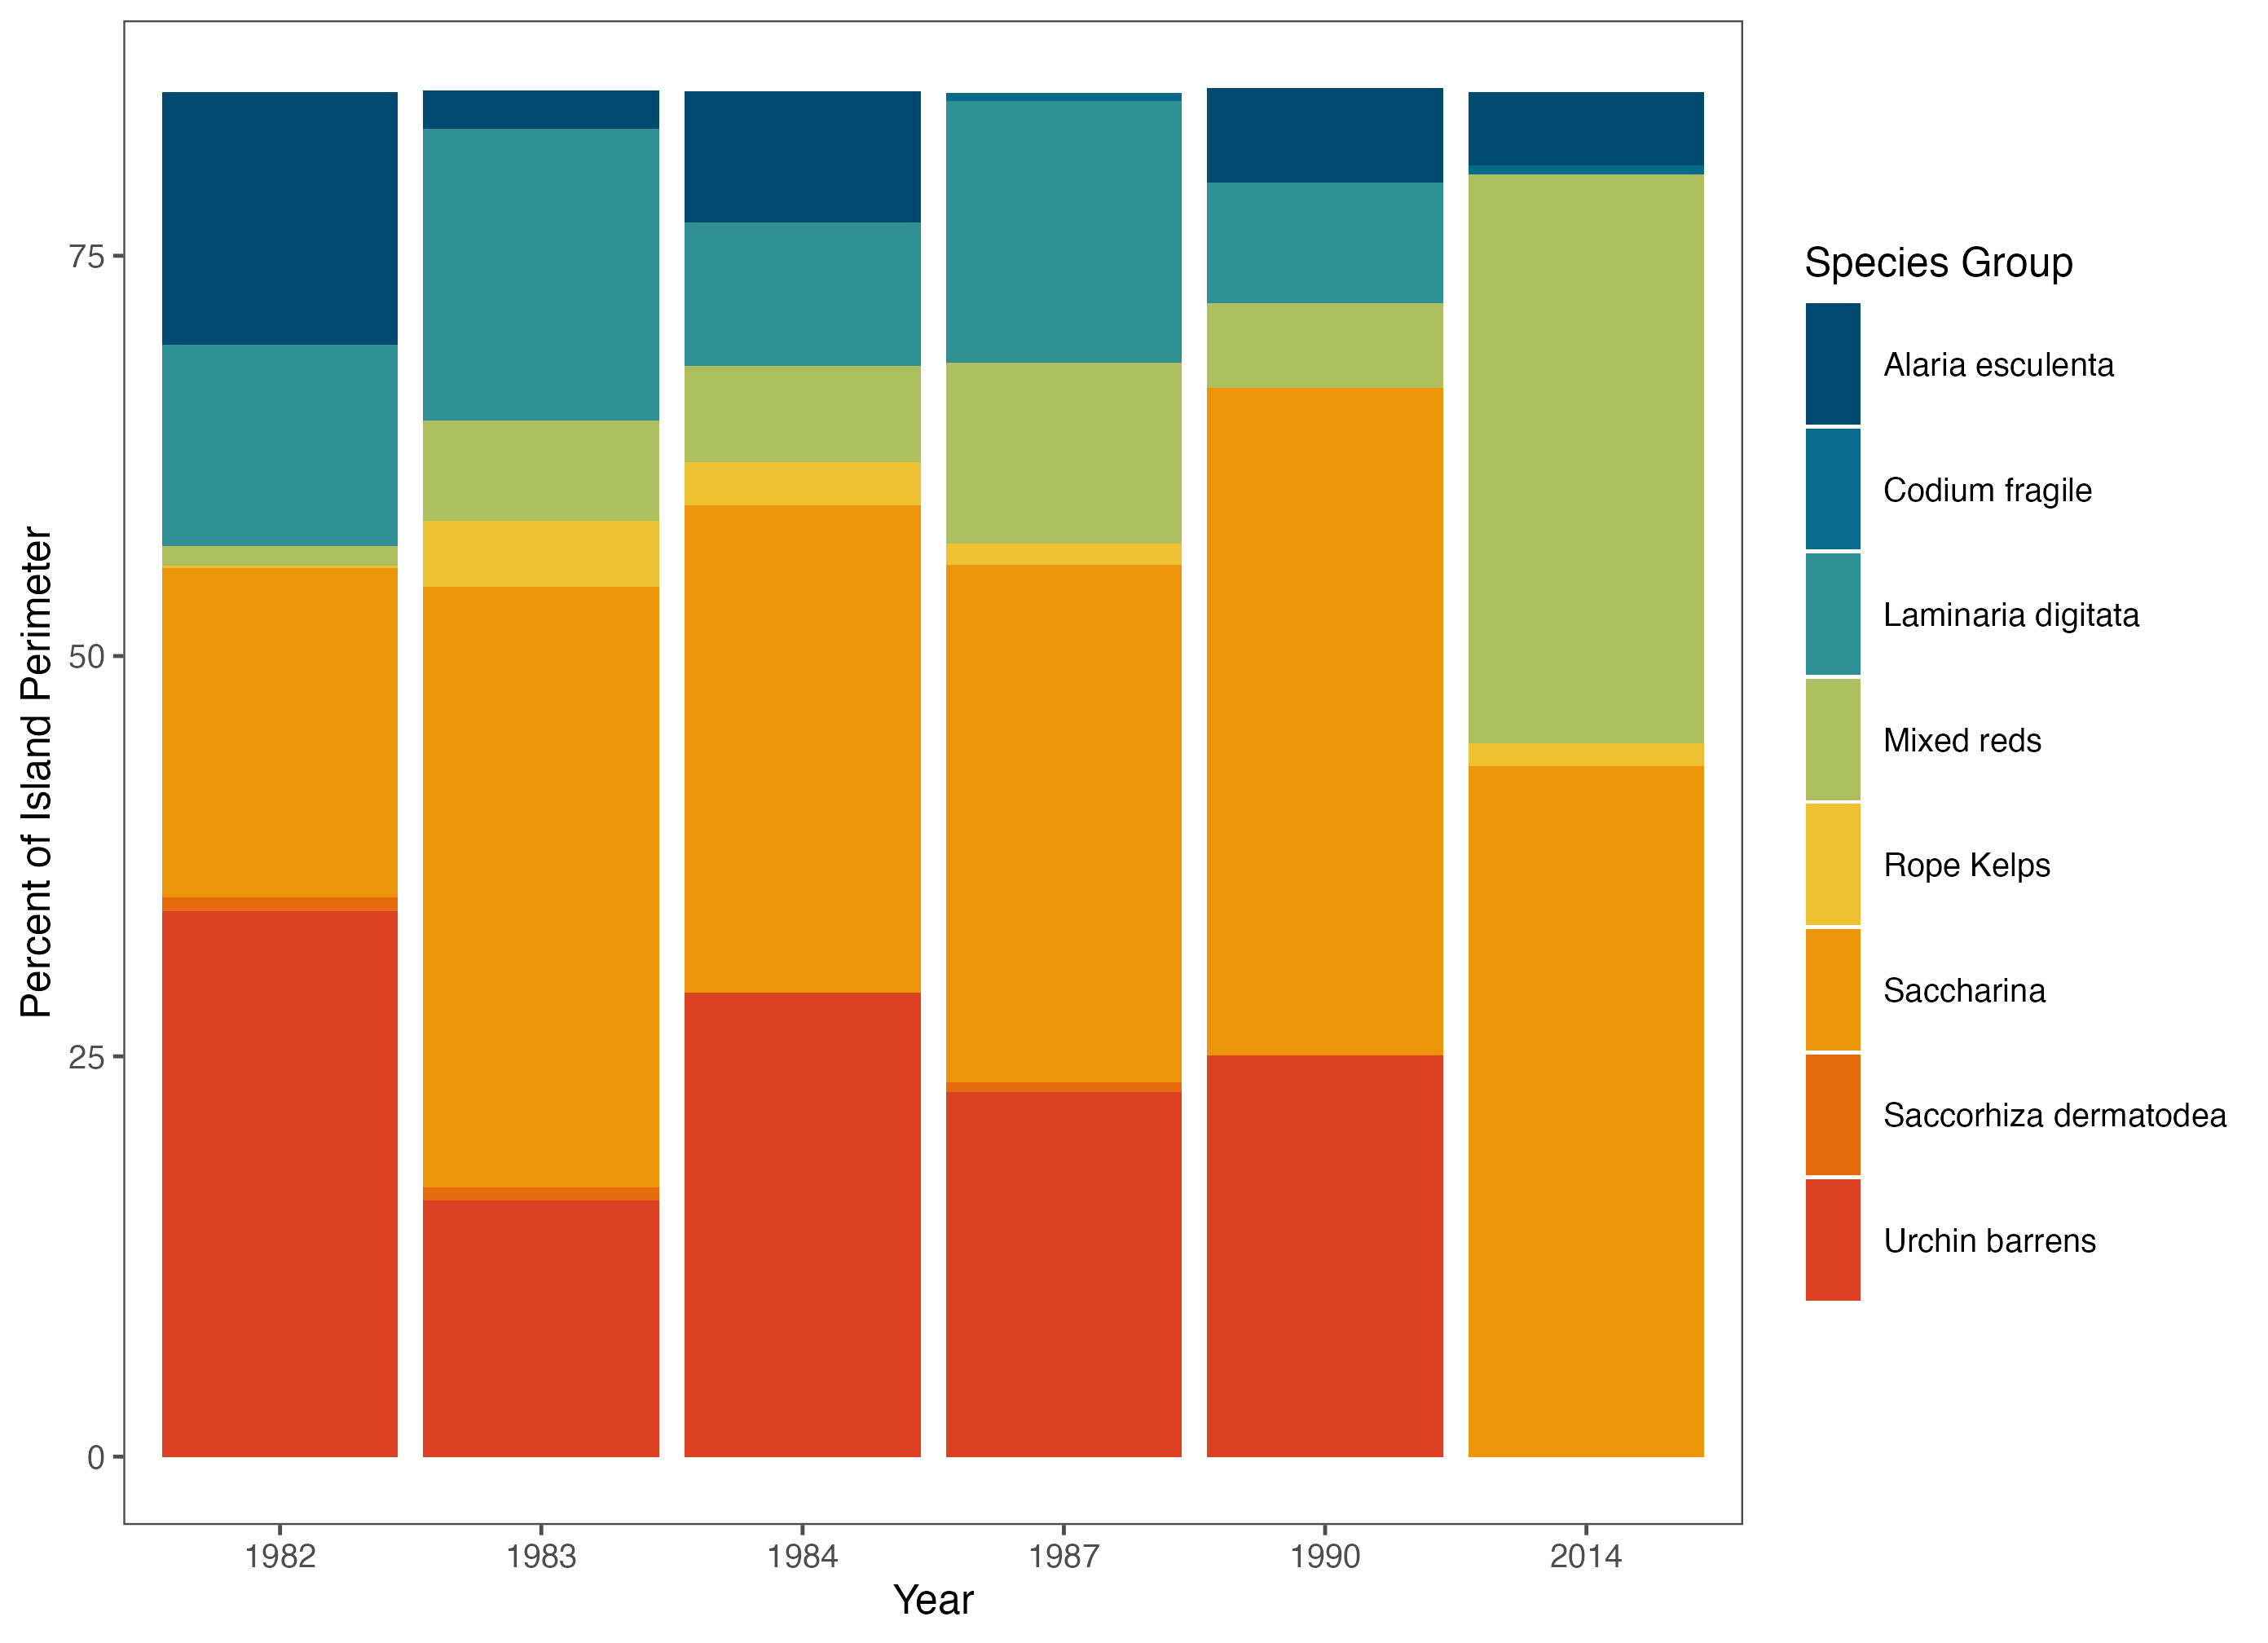 Percent of Island Perimeter
75
50
25
0
1982 1983 1984 1987 1990 2014
Year
Species Group
Alaria esculenta
Codium fragile
Laminaria digitata
Mixed reds
Rope Kelps
Saccharina
Saccorhiza dermatodea
Urchin barrens